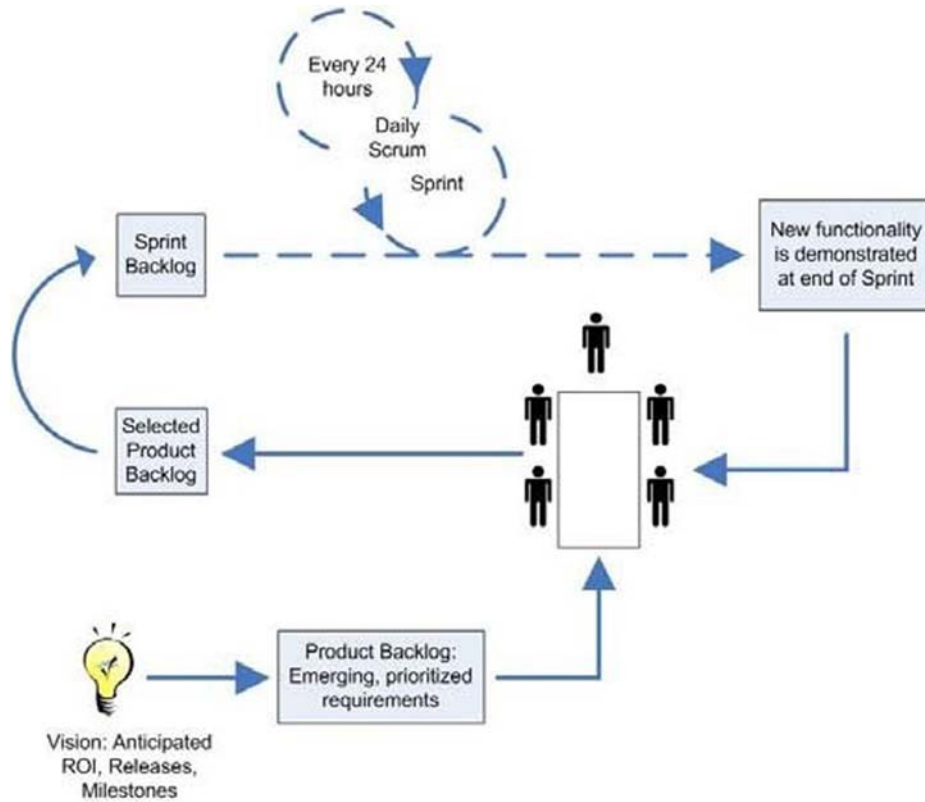 Every 24
hours
Daily
Scrum
Sprint
Sprint
Backlog
New functionality
is demonstrated
at end of Sprint
Selected
Product
Backlog
Product Backlog:
Emerging, prioritized
requirements
Vision: Anticipated
ROI, Releases,
Milestones